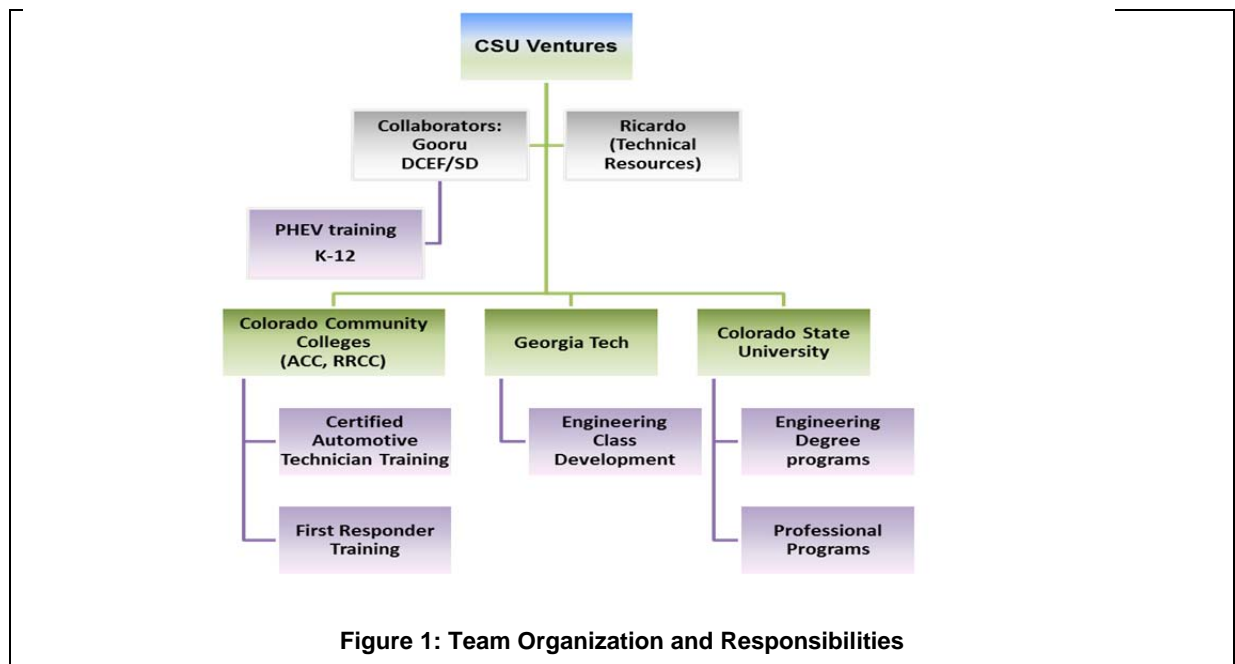 CSU Ventures
Collaborators:
Gooru
DCEF/SD
Ricardo
(Technical
Resources)
PHEV training
K-12
Colorado Community
Colleges
(ACC, RRCC)
Georgia Tech
Colorado State
University
Certified
Automotive
Technician Training
Engineering
Class
Development
Engineering
Degree
programs
First Responder
Training
Professional
Programs
Figure 1: Team Organization and Responsibilities